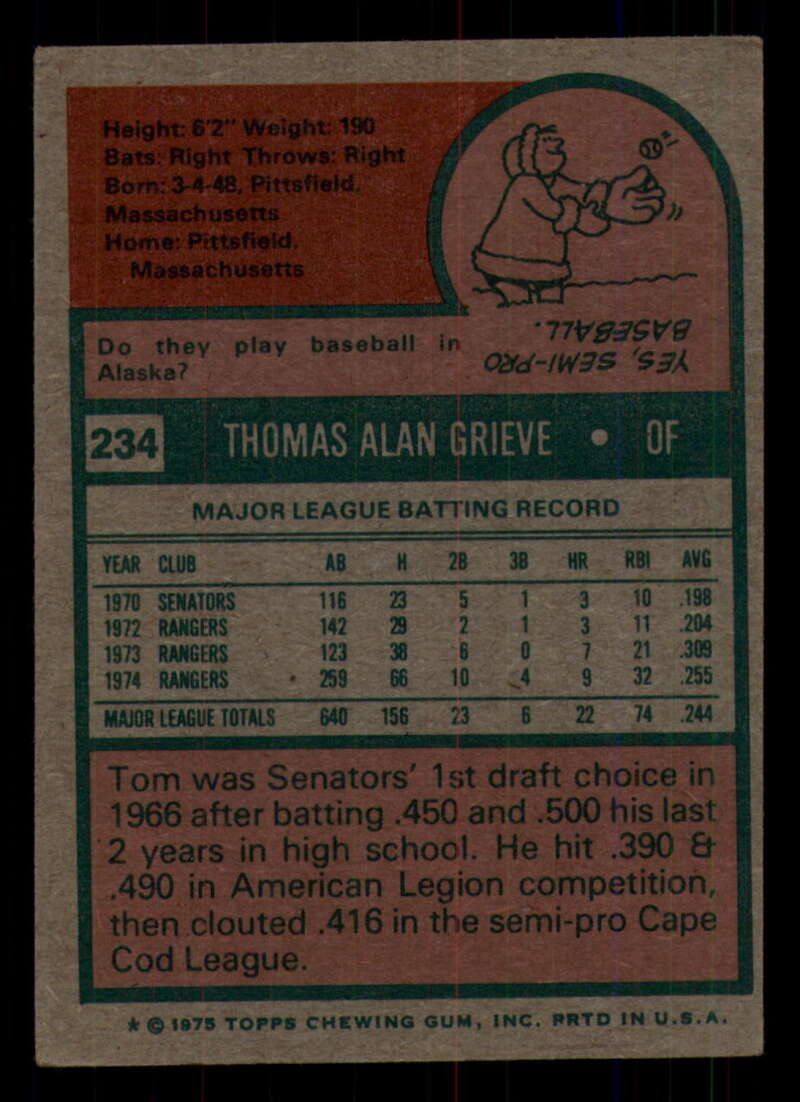 Height: 6'2" Weight: 190
Bats: Right Throws: Right
Born: 3-4-48, Pittsfield,
Massachusetts
Home: Pittsfield,
Massachusetts
Do they play baseball in
Alaska?
YES, SEMI-PRO
BASEBALL.
234 THOMAS ALAN GRIEVE • OF
MAJOR LEAGUE BATTING RECORD
YEAR CLUB AB H 2B 3B HR RBI AVG
1970 SENATORS 116 23 5 1 3 10 .198
1972 RANGERS 142 29 2 1 3 11 .204
1973 RANGERS 123 38 6 0 7 21 .309
1974 RANGERS 259 66 10 4 9 32 .255
MAJOR LEAGUE TOTALS 640 156 23 6 22 74 .244
Tom was Senators' 1st draft choice in
1966 after batting .450 and .500 his last
2 years in high school. He hit .390 &
.490 in American Legion competition,
then clouted .416 in the semi-pro Cape
Cod League.
★ © 1975 TOPPS CHEWING GUM, INC. PRTD IN U.S.A.